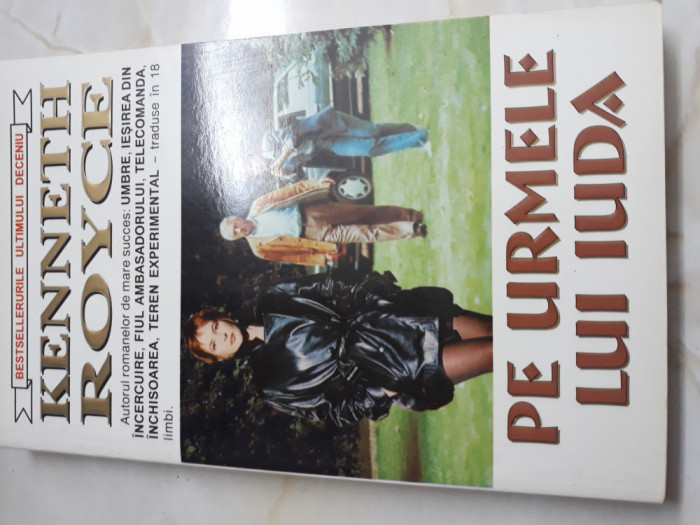 BESTSELLERURILE ULTIMULUI DECENIU
KENNETH
ROYCE
Autorul romanelor de mare succes: UMBRE, IEȘIREA DIN
ÎNCERCUIRE, FIUL AMBASADORULUI, TELECOMANDA,
ÎNCHISOAREA, TEREN EXPERIMENTAL – traduse în 18
limbi.
PE URMELE
LUI IUDA